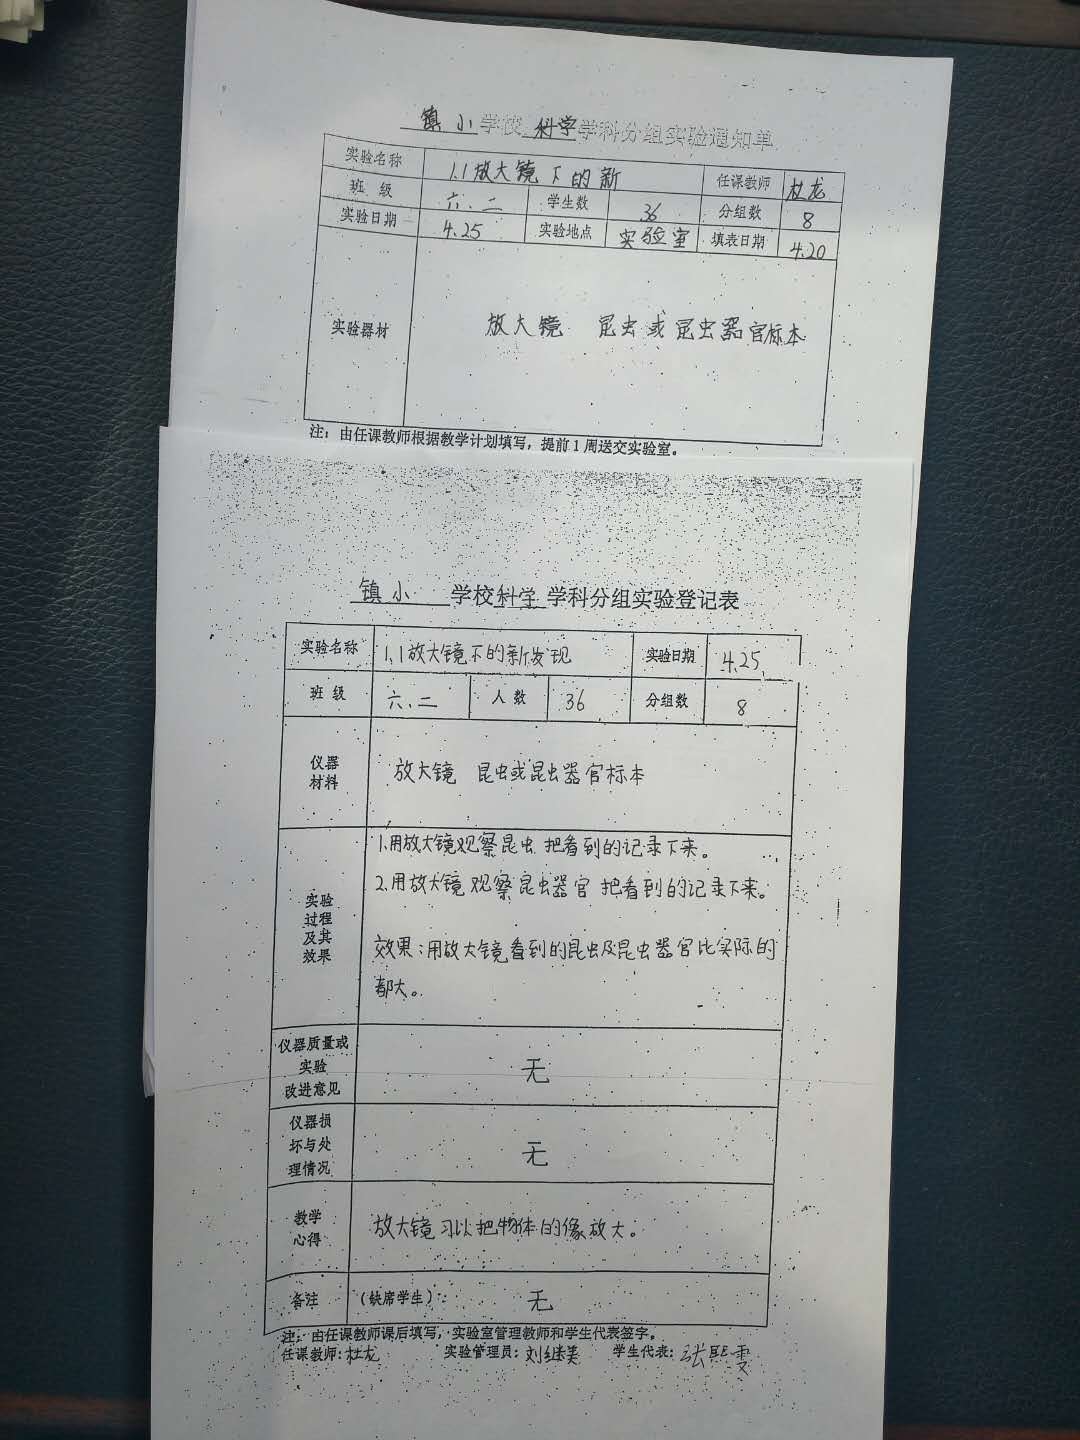 镇小学校科学学科分组实验通知单
实验名称 1.1放大镜下的新 任课教师 杜龙
班 级 六.二 学生数 36 分组数 8
实验日期 4.25 实验地点 实验室 填表日期 4.20
实验器材 放大镜 昆虫或昆虫器官标本
注：由任课教师根据教学计划填写，提前1周送交实验室。
镇小 学校科学 学科分组实验登记表
实验名称 1.1放大镜下的新发现 实验日期 4.25
班 级 六.二 人 数 36 分组数 8
仪器
材料
放大镜 昆虫或昆虫器官标本
实验
过程
及其
效果
1.用放大镜观察昆虫 把看到的记录下来。
2.用放大镜观察昆虫器官 把看到的记录下来。
效果：用放大镜看到的昆虫及昆虫器官比实际的
都大。
仪器质量或
实验
改进意见
无
仪器损
坏与处
理情况
无
教学
心得
放大镜可以把物体的像放大。
备注 （缺席学生）： 无
注：由任课教师课后填写，实验室管理教师和学生代表签字。
任课教师：杜龙 实验管理员：刘继美 学生代表：张熙雯